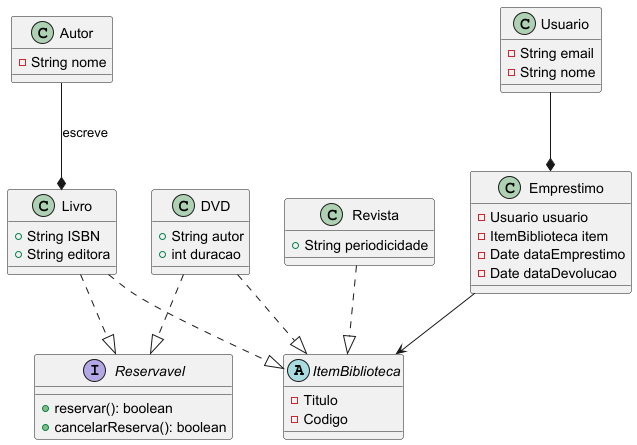 C Autor
String nome
C Usuario
String email
String nome
escreve
C Livro
String ISBN
String editora
C DVD
String autor
int duracao
C Revista
String periodicidade
C Emprestimo
Usuario usuario
ItemBiblioteca item
Date dataEmprestimo
Date dataDevolucao
I Reservavel
reservar(): boolean
cancelarReserva(): boolean
A ItemBiblioteca
Titulo
Codigo